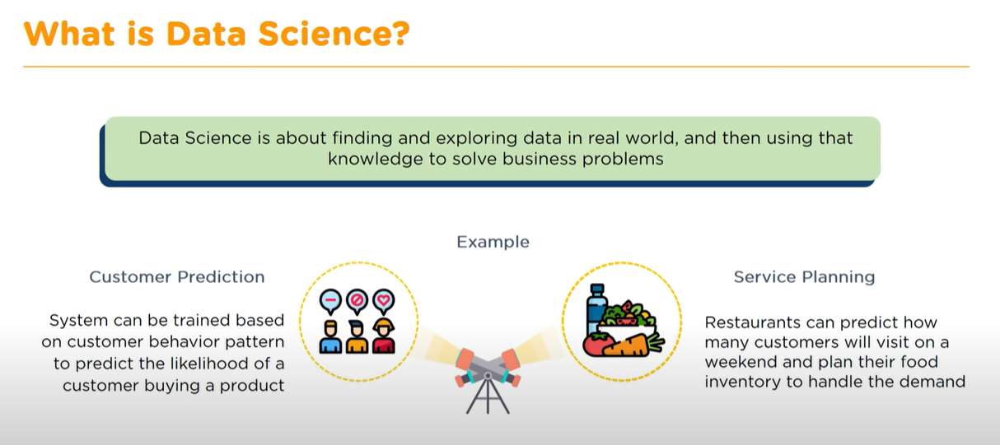 What is Data Science?
Data Science is about finding and exploring data in real world, and then using that
knowledge to solve business problems
Example
Customer Prediction
System can be trained based
on customer behavior pattern
to predict the likelihood of a
customer buying a product
Service Planning
Restaurants can predict how
many customers will visit on a
weekend and plan their food
inventory to handle the demand